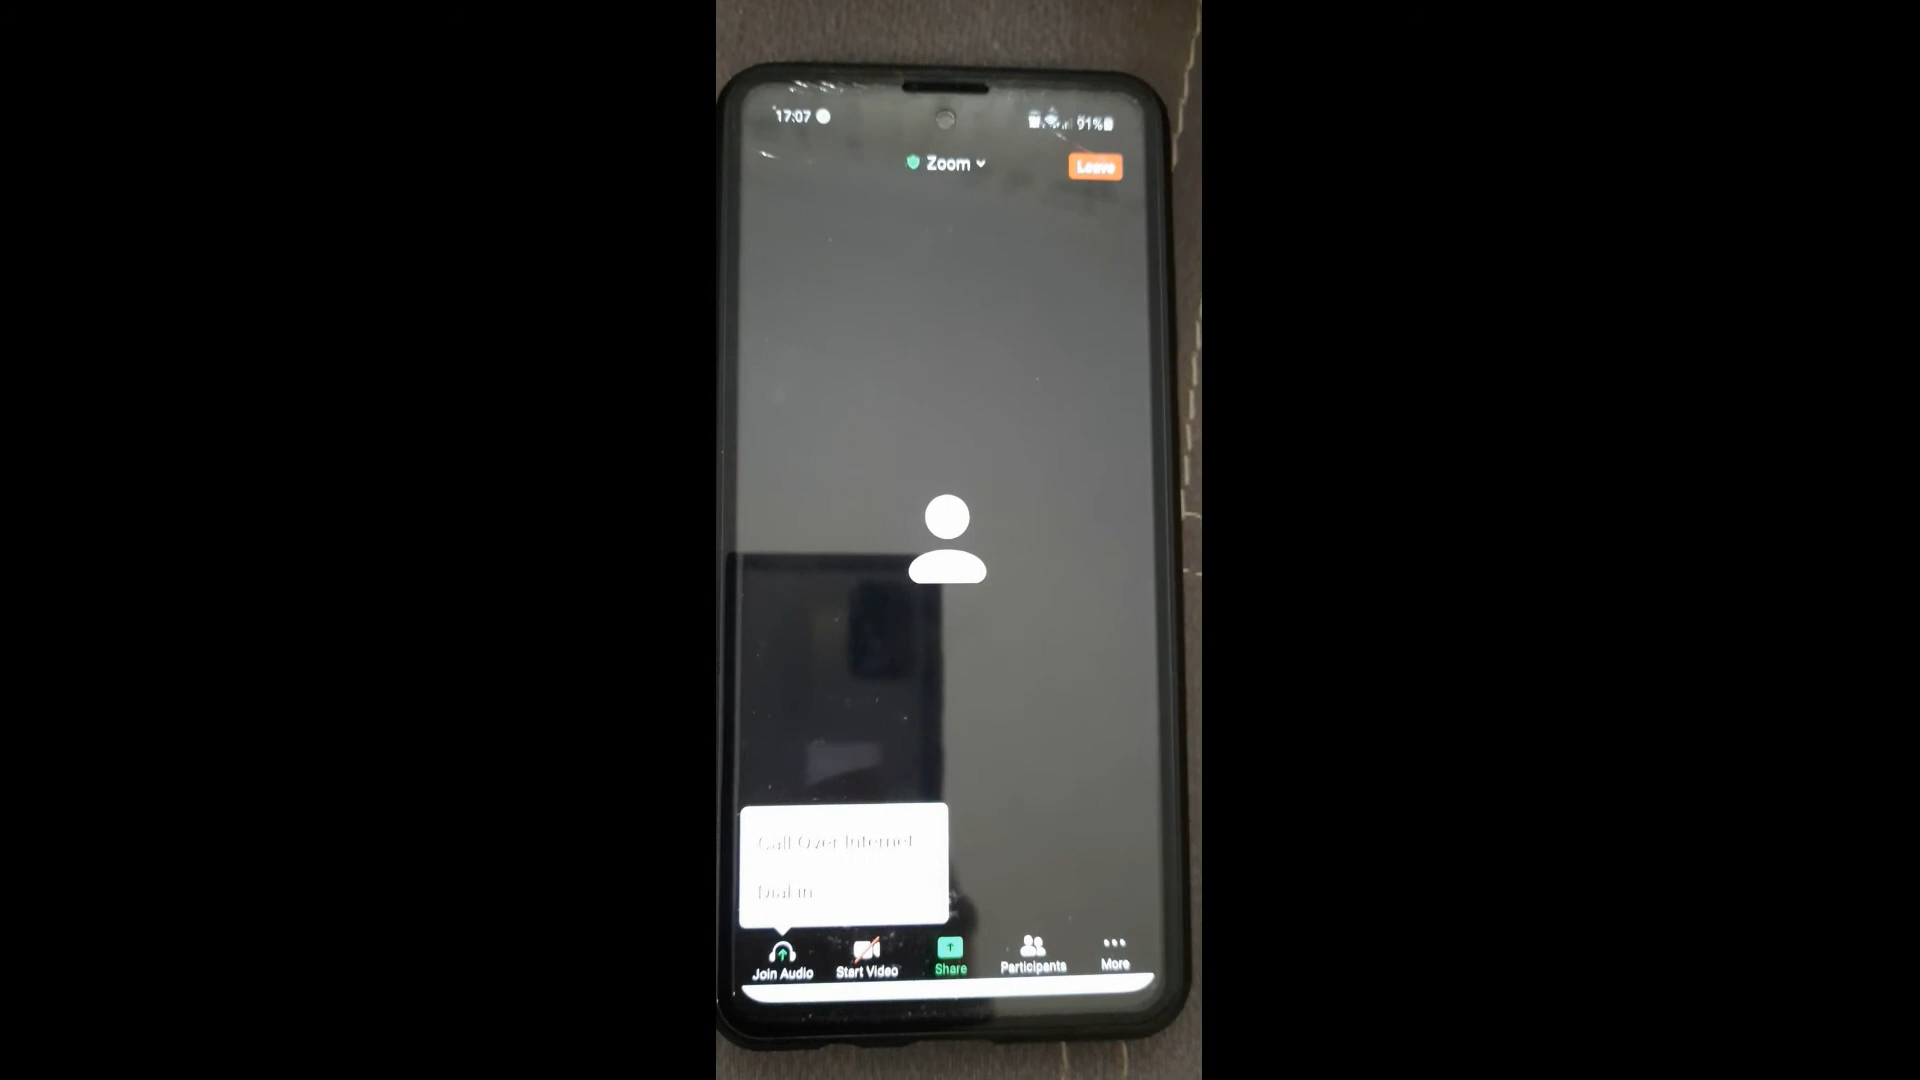 17:07
91%
Zoom
Leave
Call Over Internet
Dial in
Join Audio
Start Video
Share
Participants
More